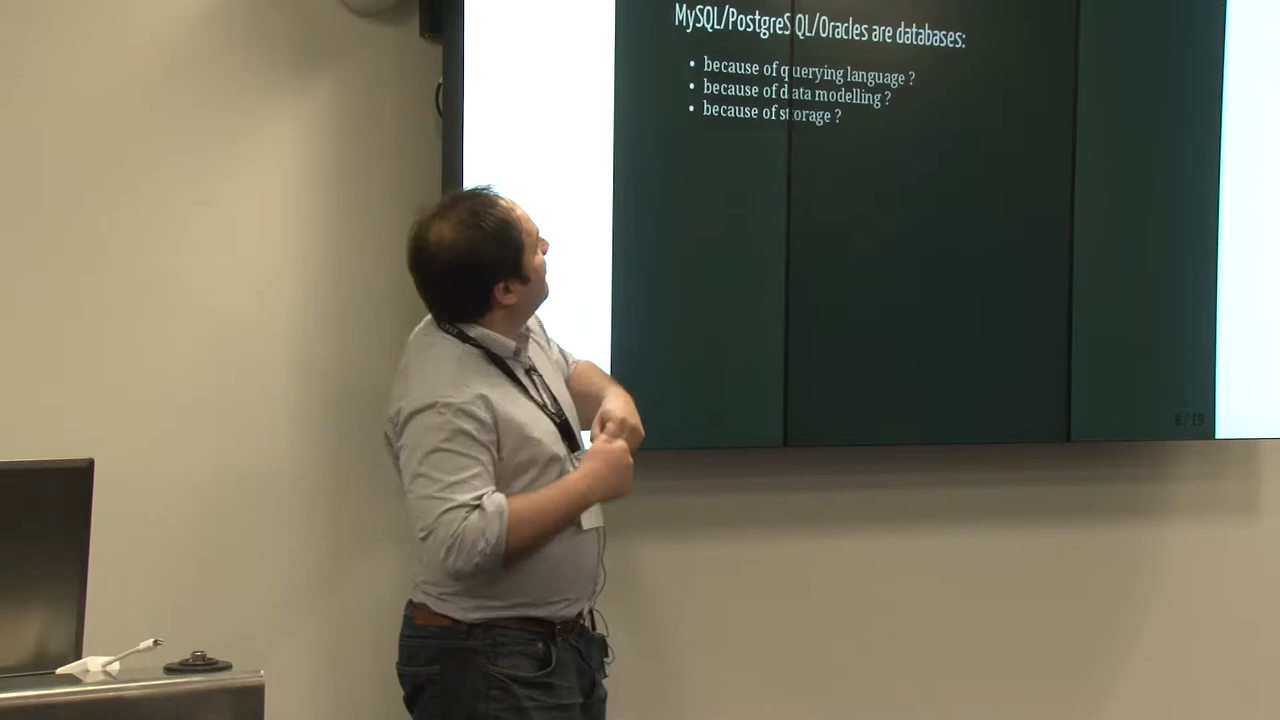 MySQL/PostgreSQL/Oracles are databases:
• because of querying language ?
• because of data modelling ?
• because of storage ?